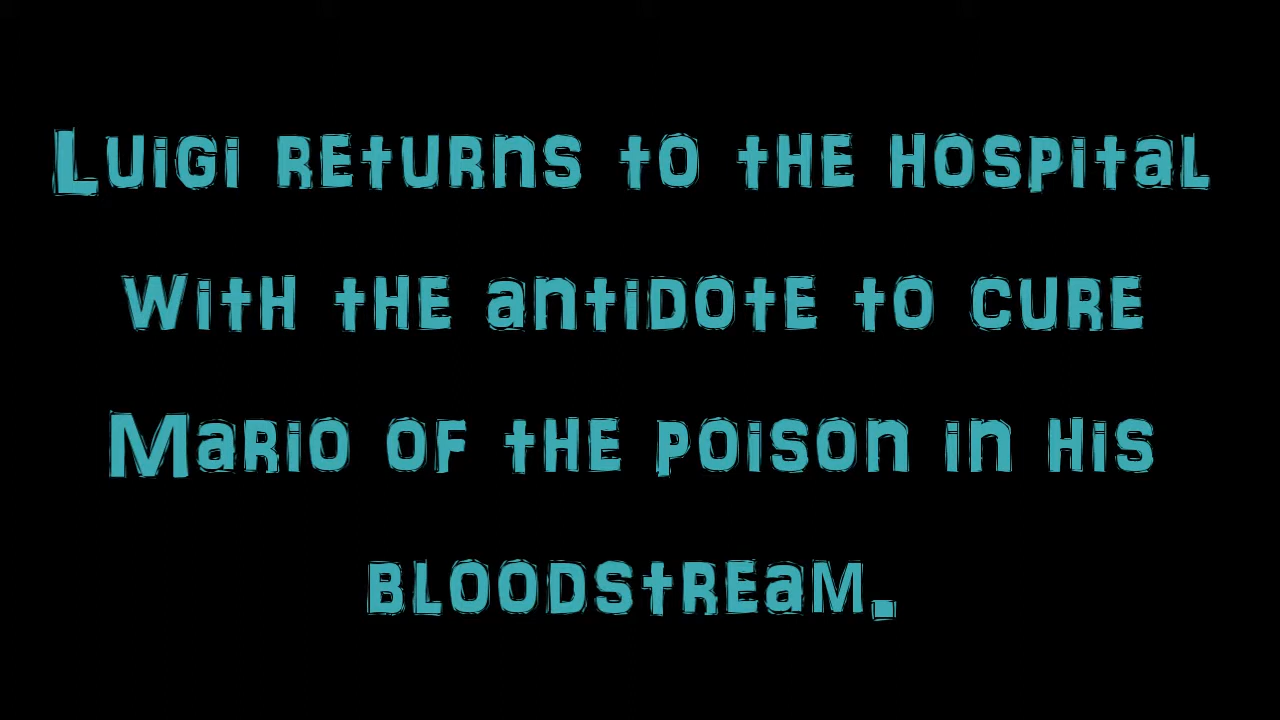 Luigi returns to the hospital
with the antidote to cure
Mario of the poison in his
bloodstream.